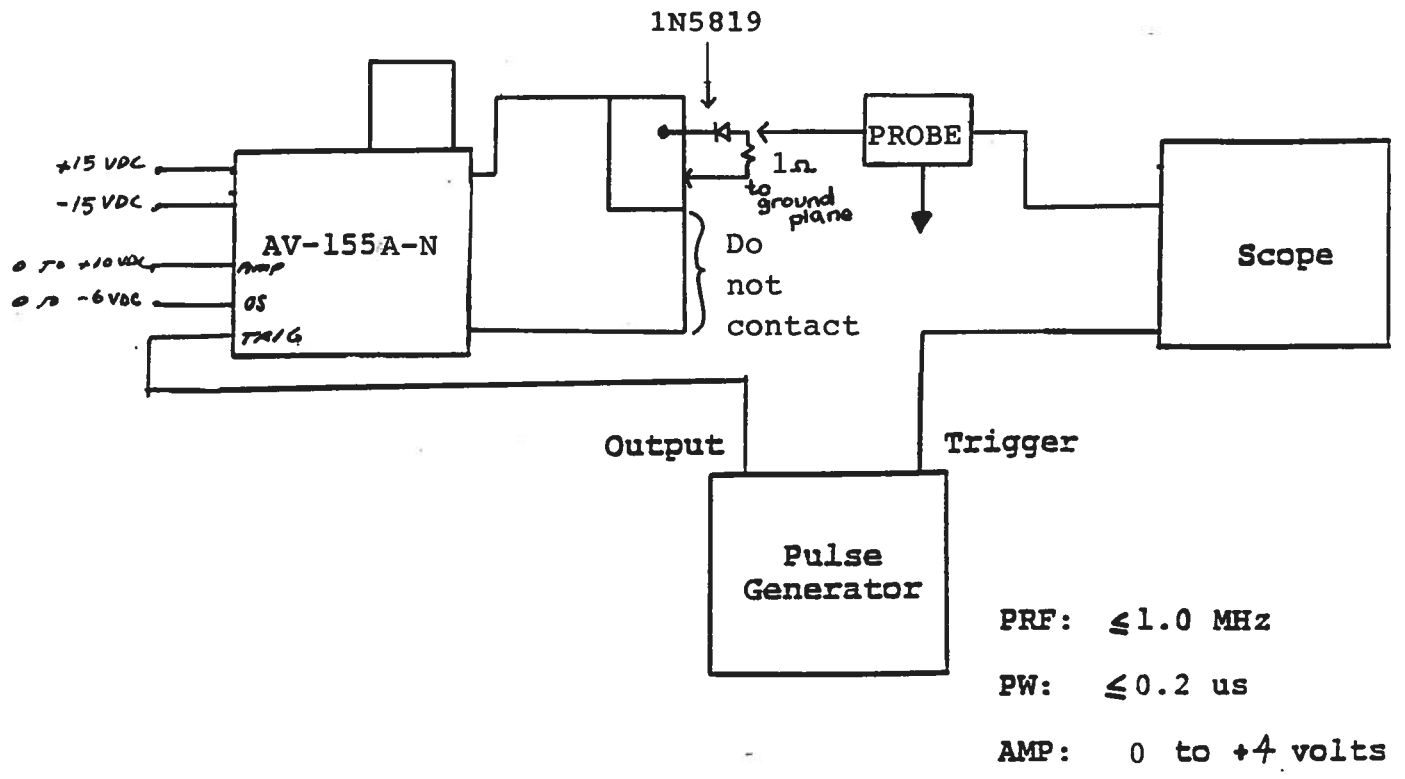 1N5819
PROBE
1Ω
to
ground
plane
+15 VDC
-15 VDC
0 TO +10 VDC
0 TO -6 VDC
AV-155A-N
AMP
OS
TRIG
Do
not
contact
Scope
Output
Trigger
Pulse
Generator
PRF: ≤1.0 MHz
PW: ≤0.2 us
AMP: 0 to +4 volts